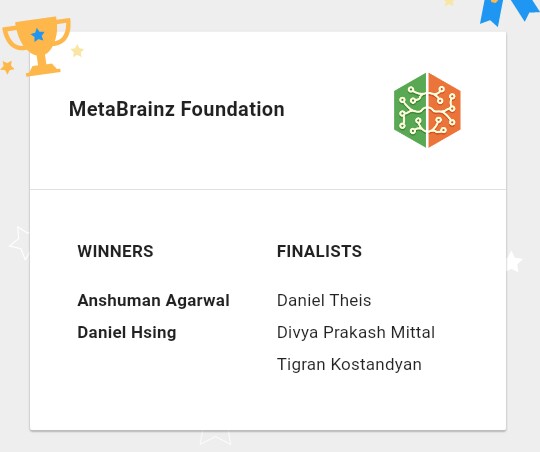 MetaBrainz Foundation
WINNERS
Anshuman Agarwal
Daniel Hsing
FINALISTS
Daniel Theis
Divya Prakash Mittal
Tigran Kostandyan